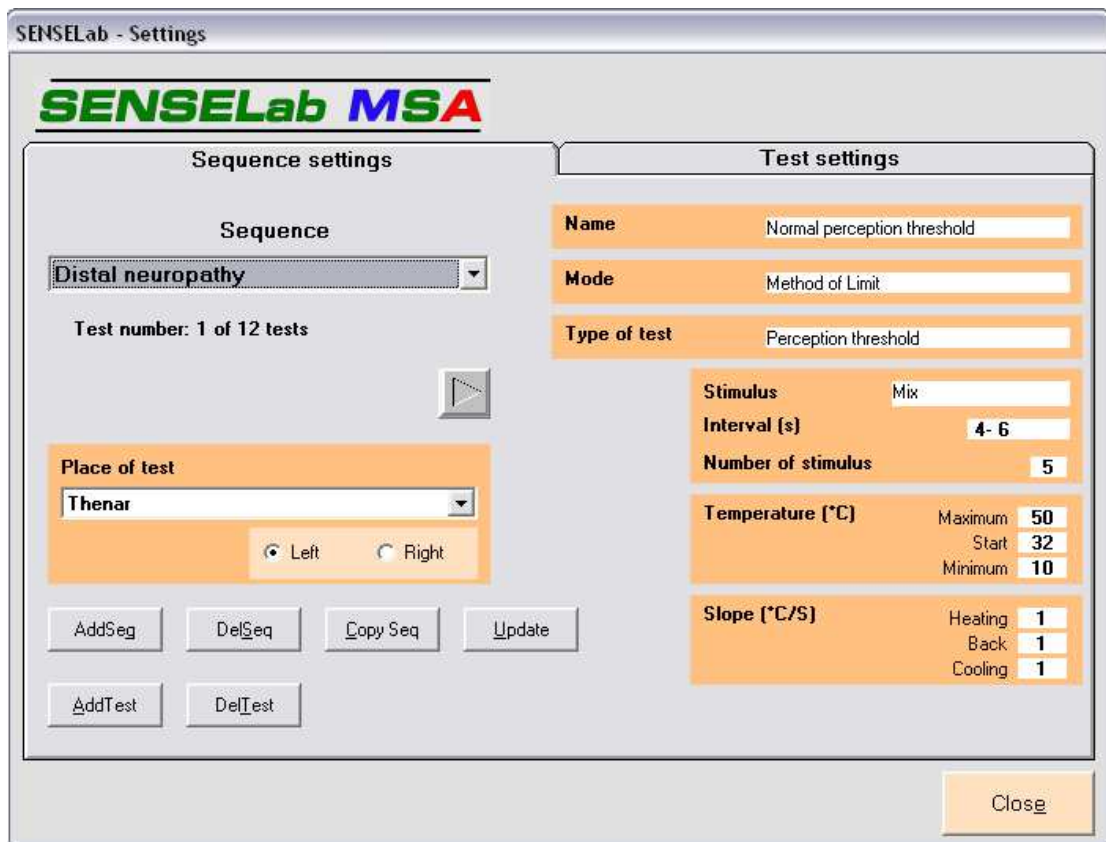 SENSELab - Settings
SENSELab MSA
Sequence settings
Test settings
Sequence
Distal neuropathy
Test number: 1 of 12 tests
Place of test
Thenar
Left
Right
AddSeg
DelSeq
Copy Seq
Update
AddTest
DelTest
Name
Normal perception threshold
Mode
Method of Limit
Type of test
Perception threshold
Stimulus
Mix
Interval (s)
4- 6
Number of stimulus
5
Temperature (°C)
Maximum 50
Start 32
Minimum 10
Slope (°C/S)
Heating 1
Back 1
Cooling 1
Close